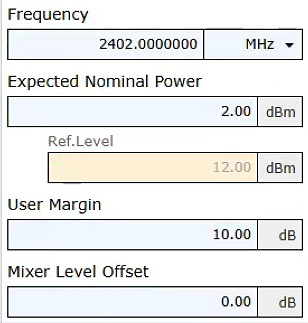 Frequency
2402.0000000 MHz
Expected Nominal Power
2.00 dBm
Ref.Level
12.00 dBm
User Margin
10.00 dB
Mixer Level Offset
0.00 dB